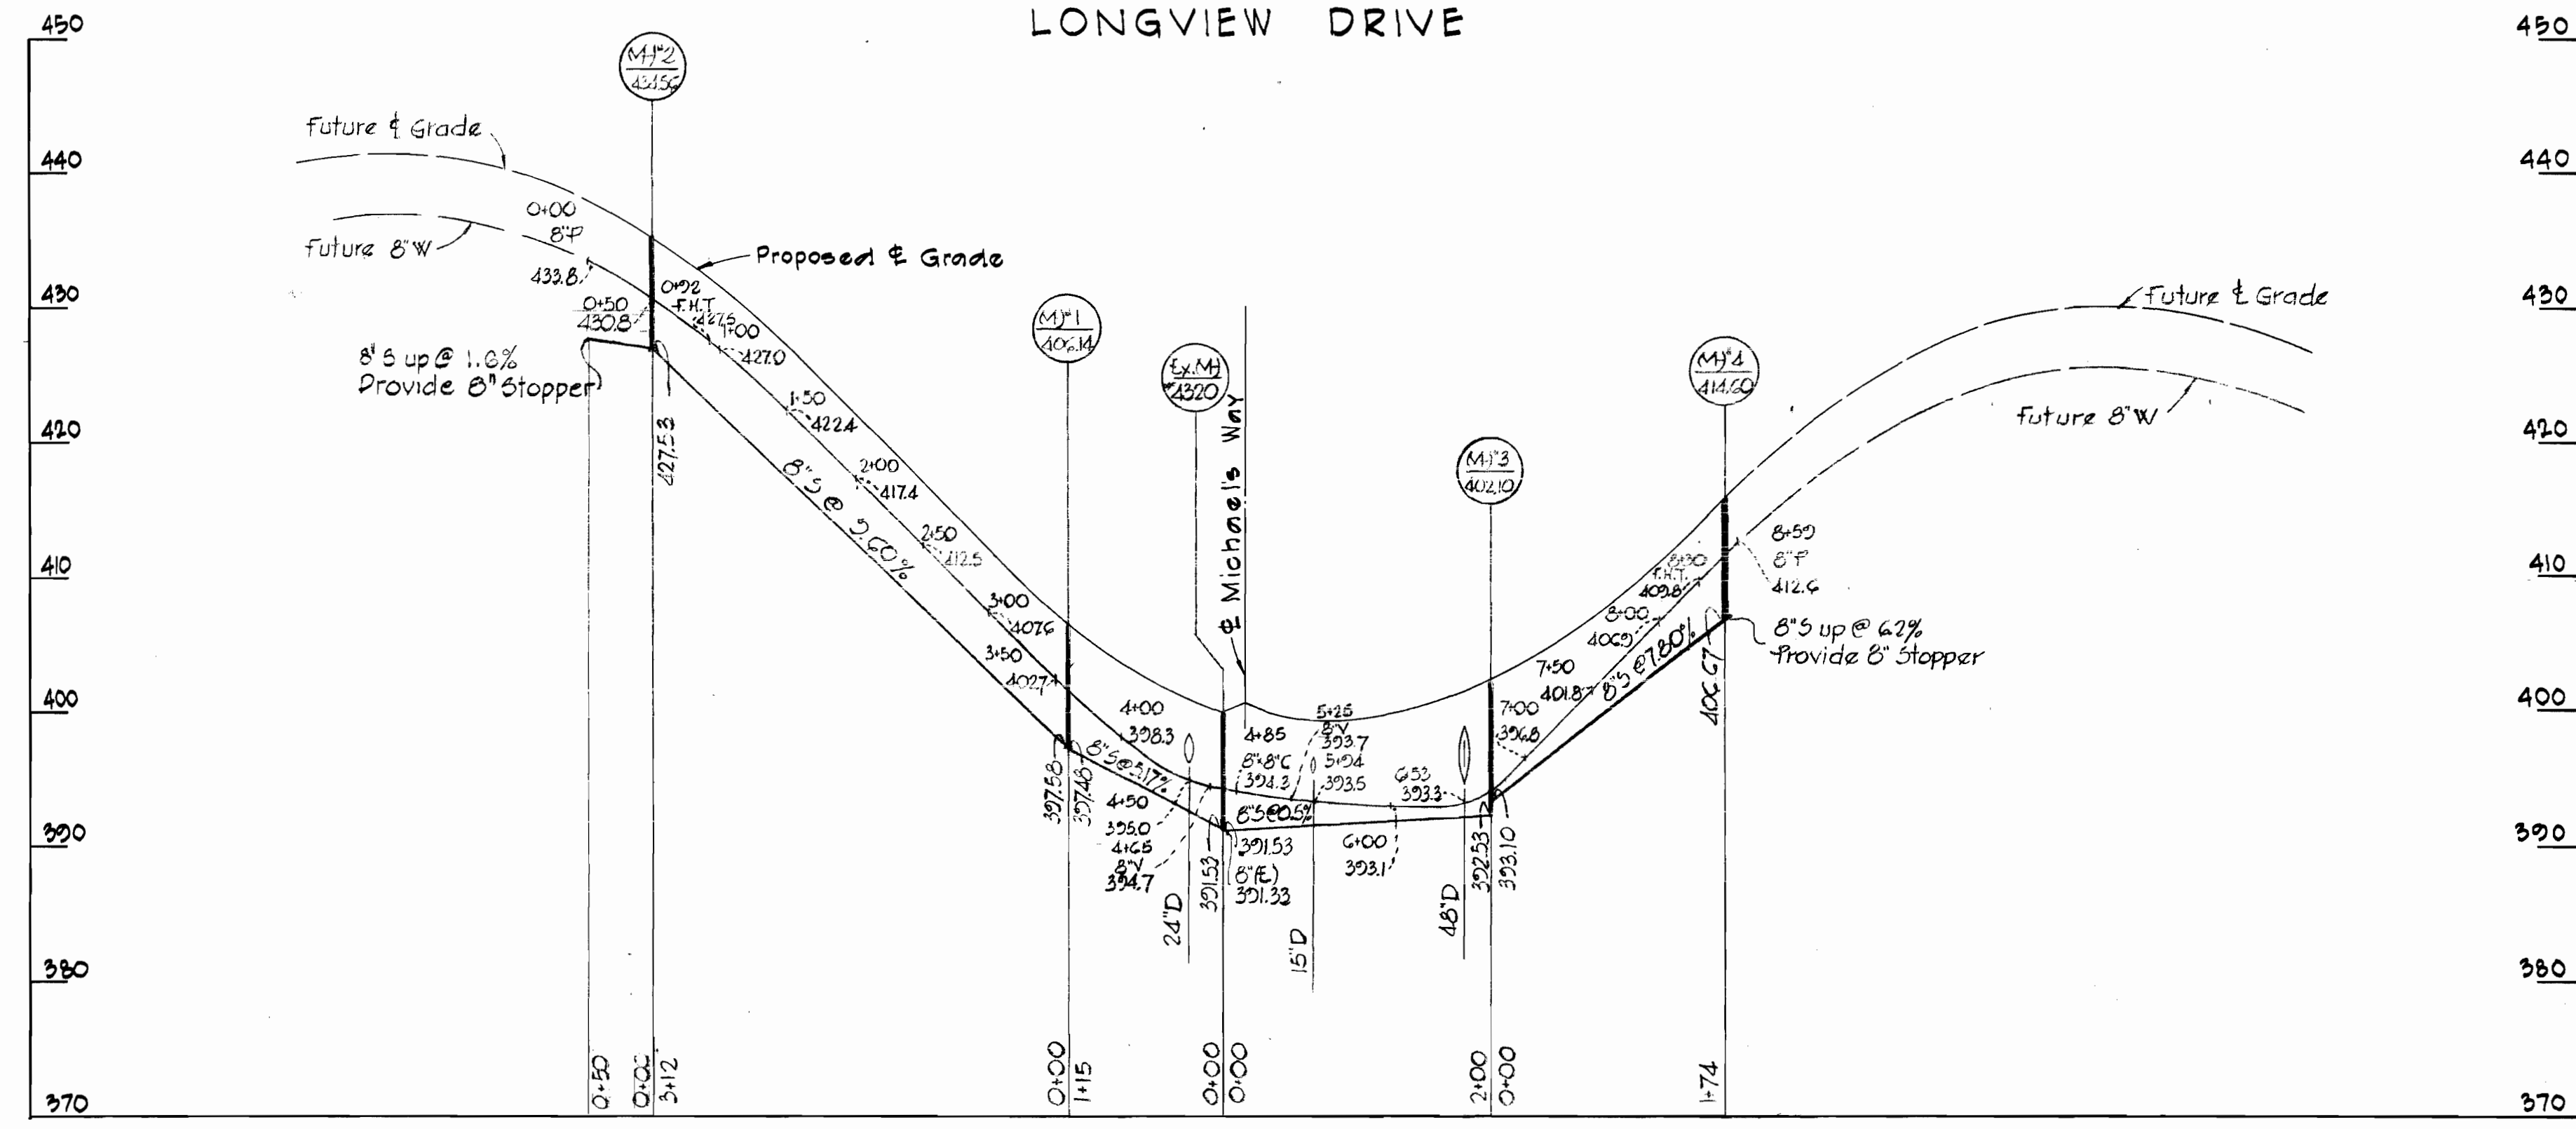 LONGVIEW DRIVE
450
440
430
420
410
400
390
380
370
450
440
430
420
410
400
390
380
370
Future ℄ Grade
Future 8"W
MH#2
0+00
8"P
433.8
0+50
430.8
8"S up @ 1.6%
Provide 8" Stopper
427.53
0+92
F.H.T.
427.5
1+00
427.0
Proposed ℄ Grade
1+50
422.4
2+00
417.4
8"S @ 9.60%
2+50
412.5
3+00
407.6
3+50
402.7
MH#1
406.14
Ex.MH
#4320
℄ Michael's Way
397.58
397.48
8"S@5.17%
4+00
398.3
4+50
395.0
4+65
8"V
394.7
24"D
391.53
391.53
8"(E)
391.33
4+85
8"x8"C
394.3
8"S@0.5%
5+25
8"V
393.7
5+94
393.5
15"D
6+00
393.1
6+53
393.3
48"D
MH#3
402.10
392.53
393.10
7+00
396.8
7+50
401.8
8"S@7.80%
8+00
406.9
8+30
F.H.T.
409.8
406.67
MH#4
414.60
8+59
8"P
412.6
8"S up @ 6.2%
Provide 8" Stopper
Future ℄ Grade
Future 8"W
0+50
0+00
3+12
0+00
1+15
0+00
0+00
2+00
0+00
1+74